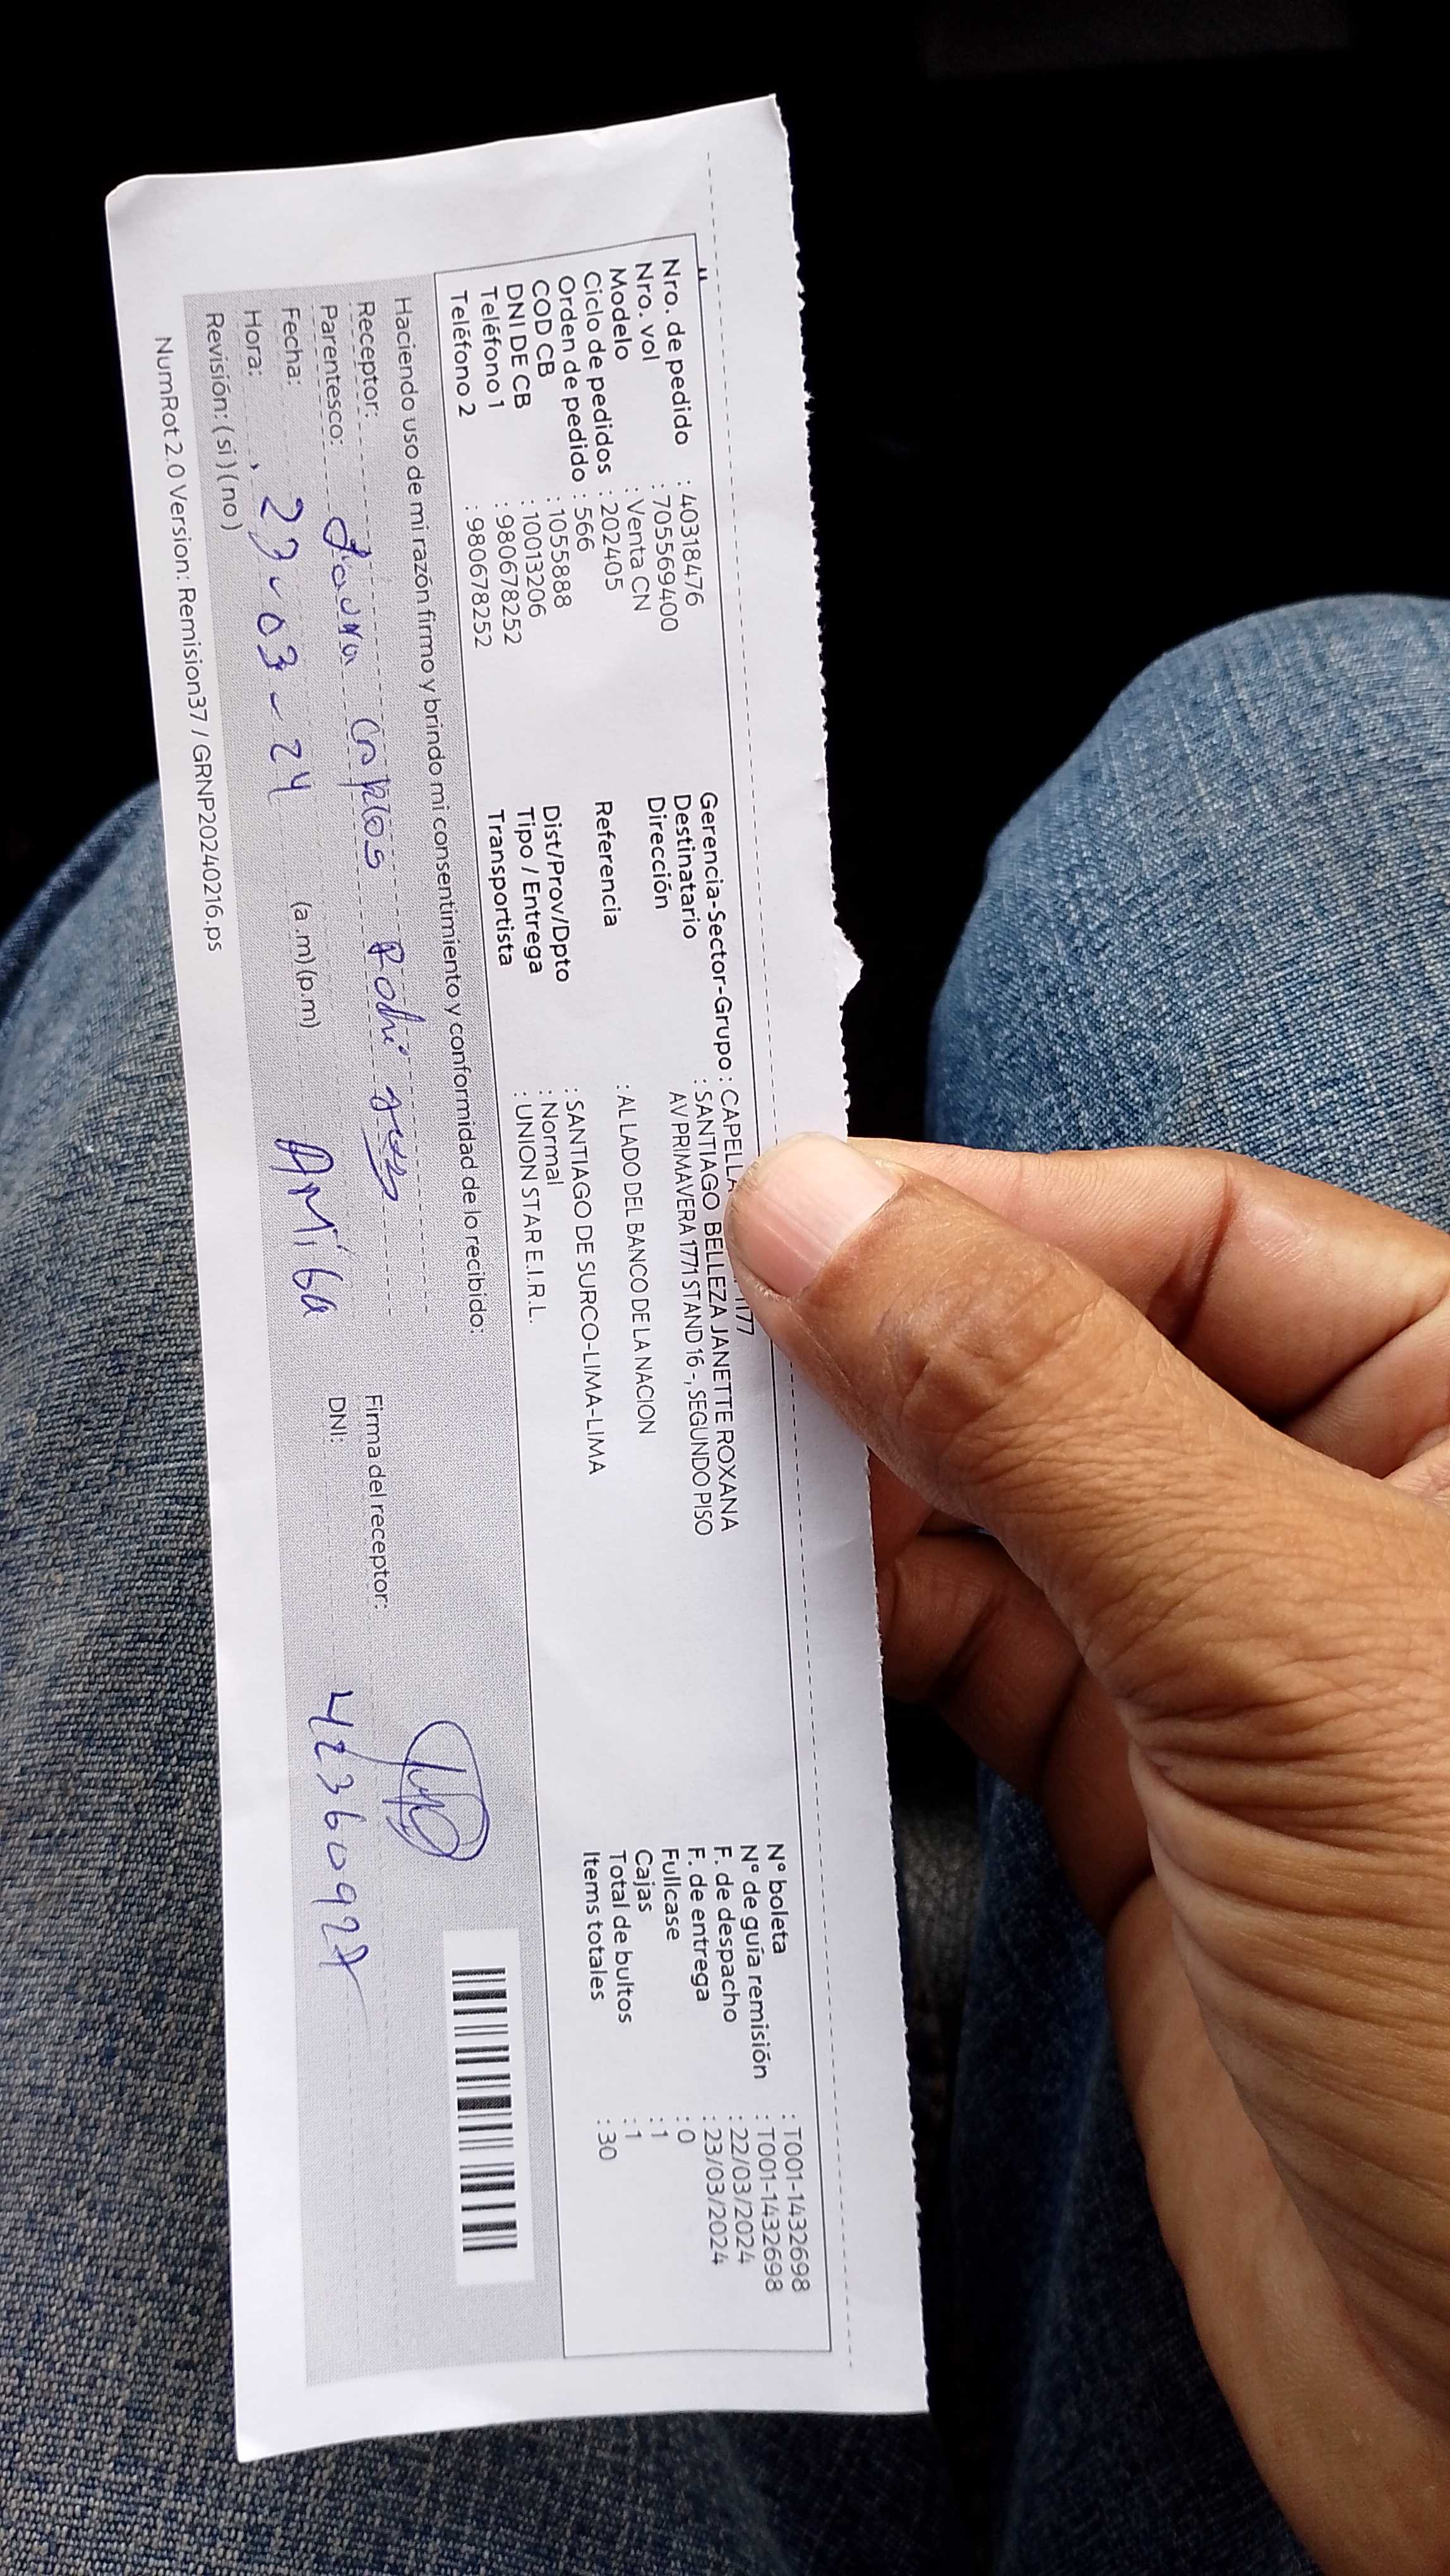 Nro. de pedido : 40318476
Nro. vol : 7055569400
Modelo : Venta CN
Ciclo de pedidos : 202405
Orden de pedido : 566
COD CB : 1055888
DNI DE CB : 10013206
Teléfono 1 : 980678252
Teléfono 2 : 980678252
Gerencia-Sector-Grupo : CAPELLA 1177
Destinatario : SANTIAGO BELLEZA JANETTE ROXANA
Dirección AV PRIMAVERA 1771 STAND 16 -, SEGUNDO PISO
Referencia : AL LADO DEL BANCO DE LA NACION
Dist/Prov/Dpto : SANTIAGO DE SURCO-LIMA-LIMA
Tipo / Entrega : Normal
Transportista : UNION STAR E.I.R.L.
N° boleta : T001-1432698
N° de guía remisión : T001-1432698
F. de despacho : 22/03/2024
F. de entrega : 23/03/2024
Fullcase : 0
Cajas : 1
Total de bultos : 1
Items totales : 30
Haciendo uso de mi razón firmo y brindo mi consentimiento y conformidad de lo recibido:
Receptor:
Parentesco: Amiga
Fecha: 23-03-24
Hora: (a.m)(p.m)
Revisión: (si)(no)
Firma del receptor:
DNI: 42360927
NumRot 2.0 Version: Remision37 / GRNP20240216.ps